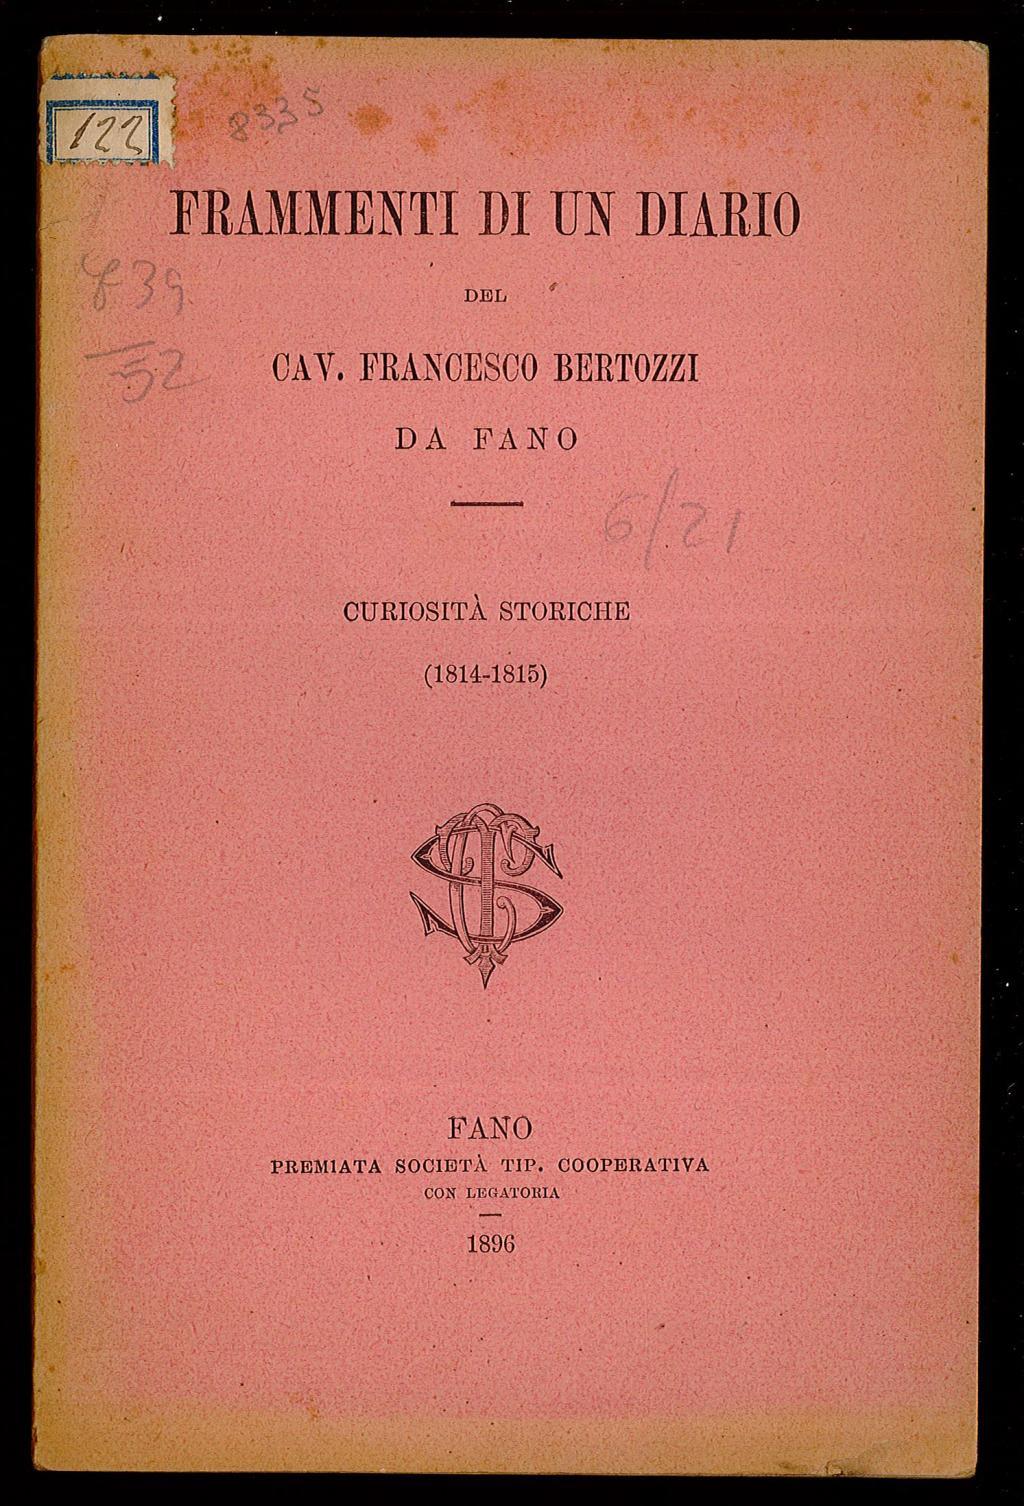 122
8335
FRAMMENTI DI UN DIARIO
DEL
839
52
CAV. FRANCESCO BERTOZZI
DA FANO
6/21
CURIOSITÀ STORICHE
(1814-1815)
FANO
PREM1ATA SOCIETÀ TIP. COOPERATIVA
CON LEGATORIA
1896